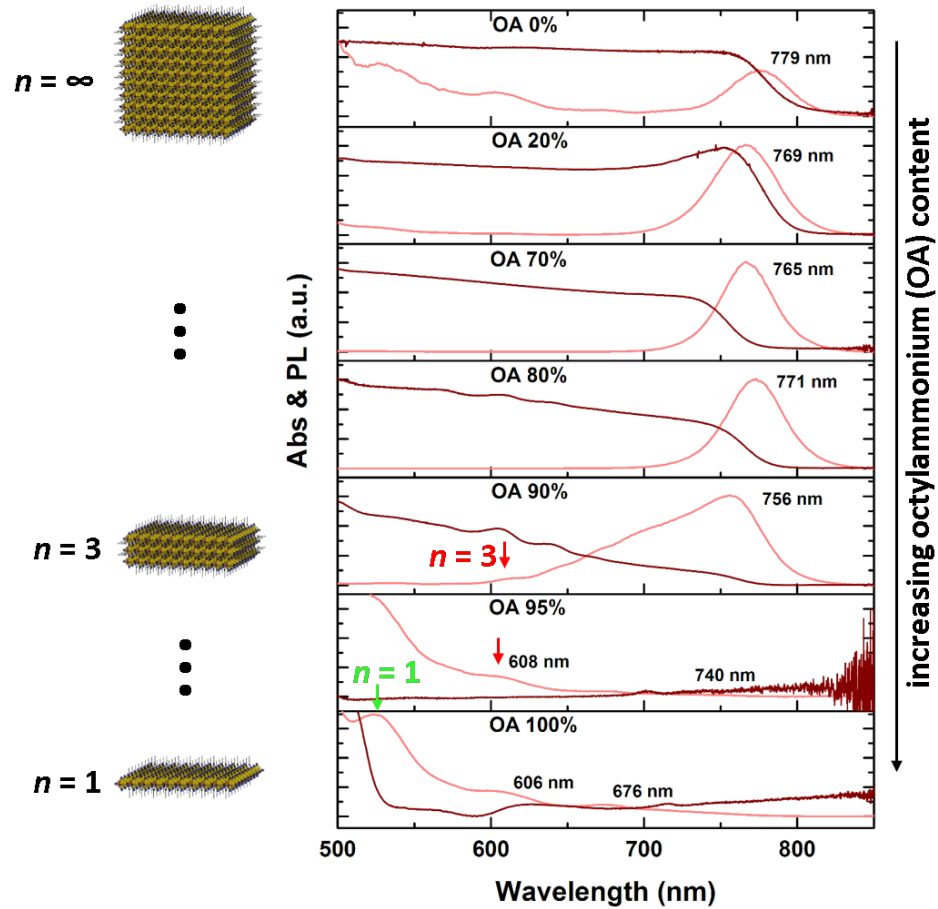 OA 0%
779 nm
n = ∞
OA 20%
769 nm
OA 70%
765 nm
OA 80%
771 nm
OA 90%
756 nm
n = 3
n = 3
OA 95%
608 nm
740 nm
n = 1
OA 100%
606 nm
676 nm
n = 1
Abs & PL (a.u.)
increasing octylammonium (OA) content
500 600 700 800
Wavelength (nm)